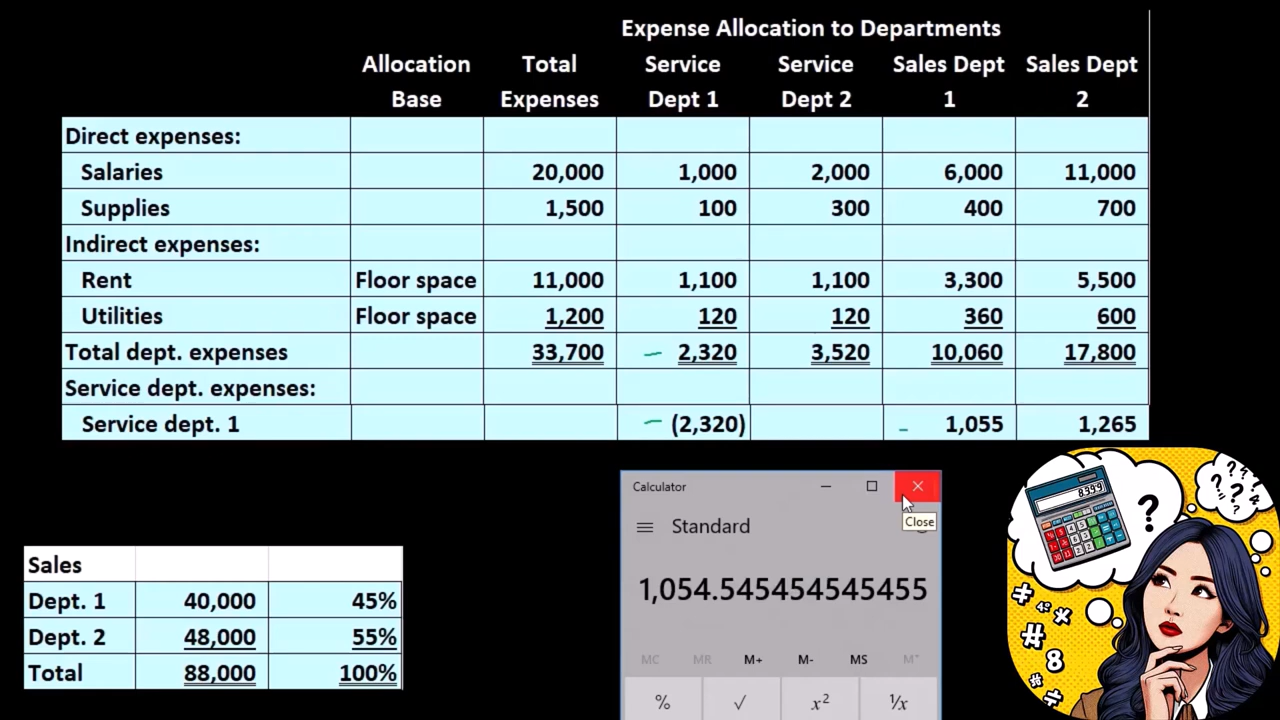 Expense Allocation to Departments
Allocation Base Total Expenses Service Dept 1 Service Dept 2 Sales Dept 1 Sales Dept 2
Direct expenses:
Salaries 20,000 1,000 2,000 6,000 11,000
Supplies 1,500 100 300 400 700
Indirect expenses:
Rent Floor space 11,000 1,100 1,100 3,300 5,500
Utilities Floor space 1,200 120 120 360 600
Total dept. expenses 33,700 2,320 3,520 10,060 17,800
Service dept. expenses:
Service dept. 1 (2,320) 1,055 1,265
Calculator
Close
Standard
1,054.545454545455
MC MR M+ M- MS M˅
% √ x² ¹/x
Sales
Dept. 1 40,000 45%
Dept. 2 48,000 55%
Total 88,000 100%
?
? ? ?
#
8